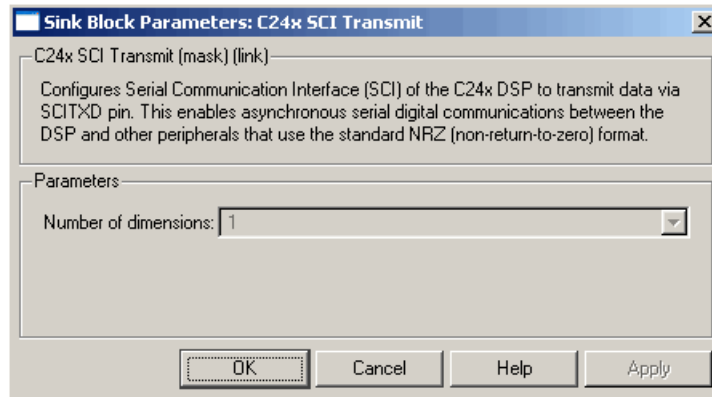 Sink Block Parameters: C24x SCI Transmit
C24x SCI Transmit (mask) (link)
Configures Serial Communication Interface (SCI) of the C24x DSP to transmit data via
SCITXD pin. This enables asynchronous serial digital communications between the
DSP and other peripherals that use the standard NRZ (non-return-to-zero) format.
Parameters
Number of dimensions: 1
OK Cancel Help Apply